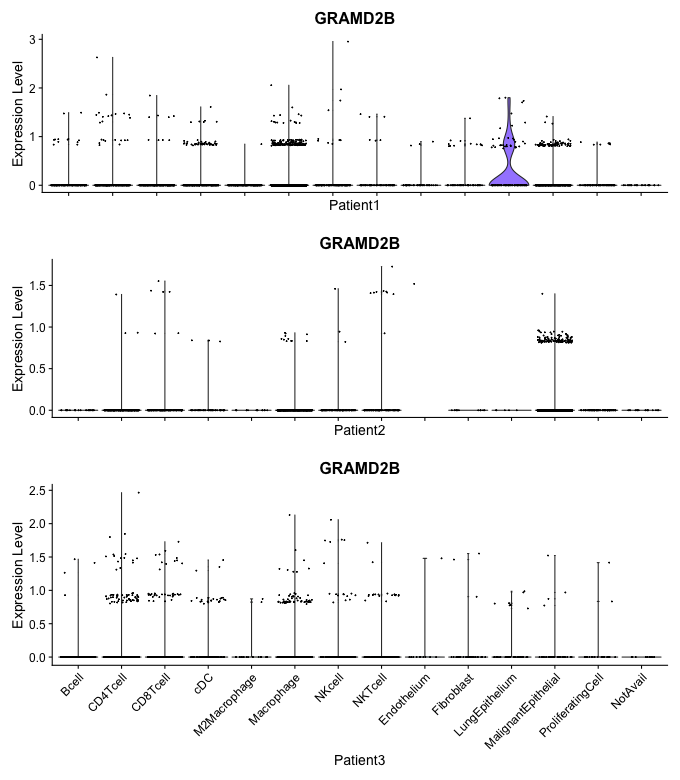 GRAMD2B
Expression Level
3
2
1
0
Patient1
GRAMD2B
Expression Level
1.5
1.0
0.5
0.0
Patient2
GRAMD2B
Expression Level
2.5
2.0
1.5
1.0
0.5
0.0
Bcell
CD4Tcell
CD8Tcell
cDC
M2Macrophage
Macrophage
NKcell
NKTcell
Endothelium
Fibroblast
LungEpithelium
MalignantEpithelial
ProliferatingCell
NotAvail
Patient3